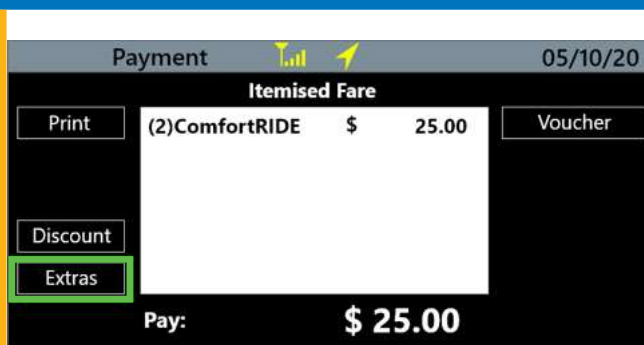 Payment 05/10/20
Itemised Fare
Print
(2)ComfortRIDE $ 25.00
Voucher
Discount
Extras
Pay: $ 25.00